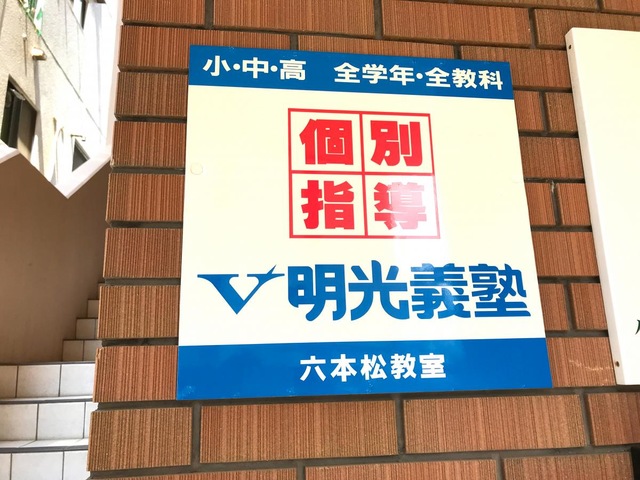 小・中・高 全学年・全教科
個別
指導
明光義塾
六本松教室